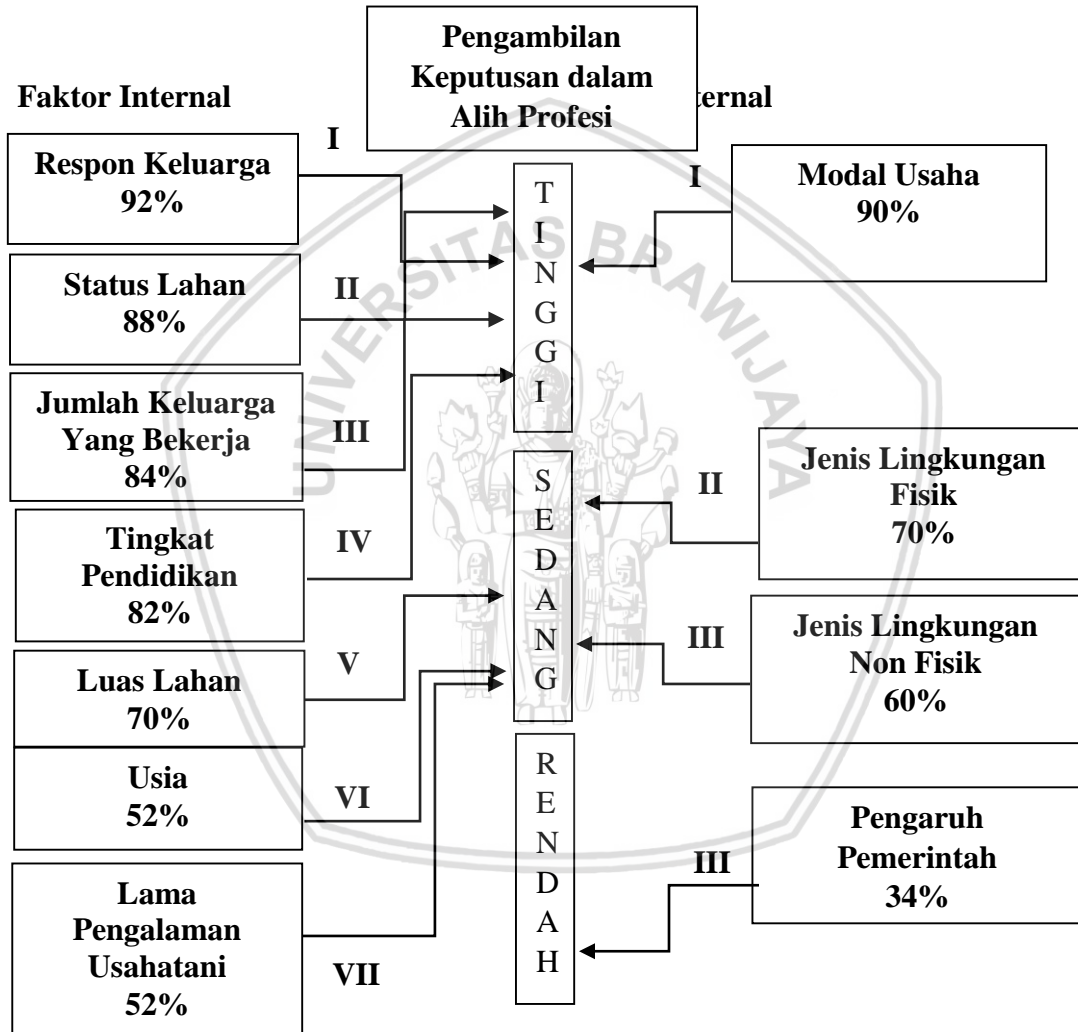 Pengambilan
Keputusan dalam
Alih Profesi
Faktor Internal
ternal
I
Respon Keluarga
92%
II
Status Lahan
88%
III
Jumlah Keluarga
Yang Bekerja
84%
IV
Tingkat
Pendidikan
82%
V
Luas Lahan
70%
VI
Usia
52%
VII
Lama
Pengalaman
Usahatani
52%
T
I
N
G
G
I
S
E
D
A
N
G
R
E
N
D
A
H
I
Modal Usaha
90%
II
Jenis Lingkungan
Fisik
70%
III
Jenis Lingkungan
Non Fisik
60%
III
Pengaruh
Pemerintah
34%
UNIVERSITAS BRAWIJAYA